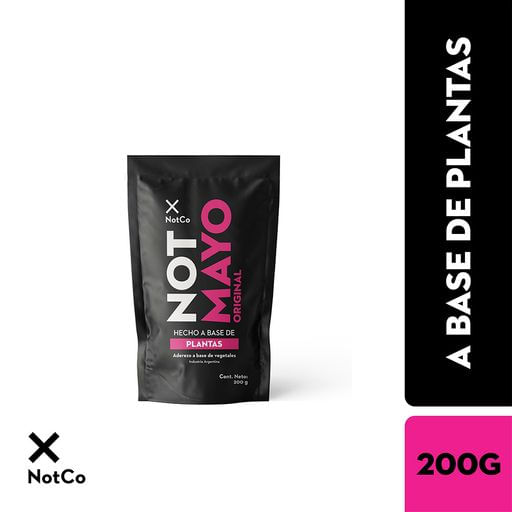 NotCo
NOT
MAYO
ORIGINAL
HECHO A BASE DE
PLANTAS
Aderezo a base de vegetales
Industria Argentina
Cont. Neto:
200 g
A BASE DE PLANTAS
200G
NotCo